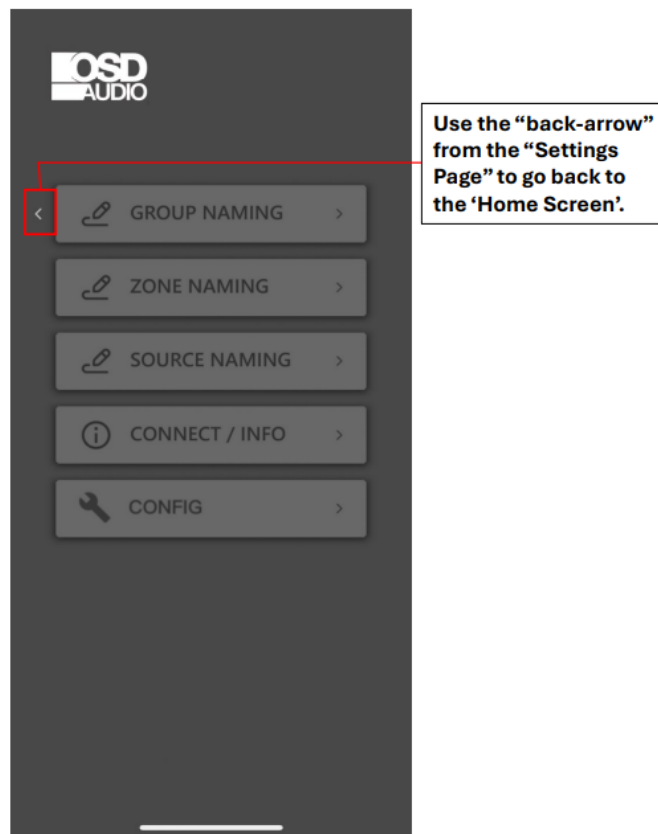 OSD
AUDIO
Use the “back-arrow”
from the “Settings
Page” to go back to
the ‘Home Screen’.
GROUP NAMING
ZONE NAMING
SOURCE NAMING
CONNECT / INFO
CONFIG